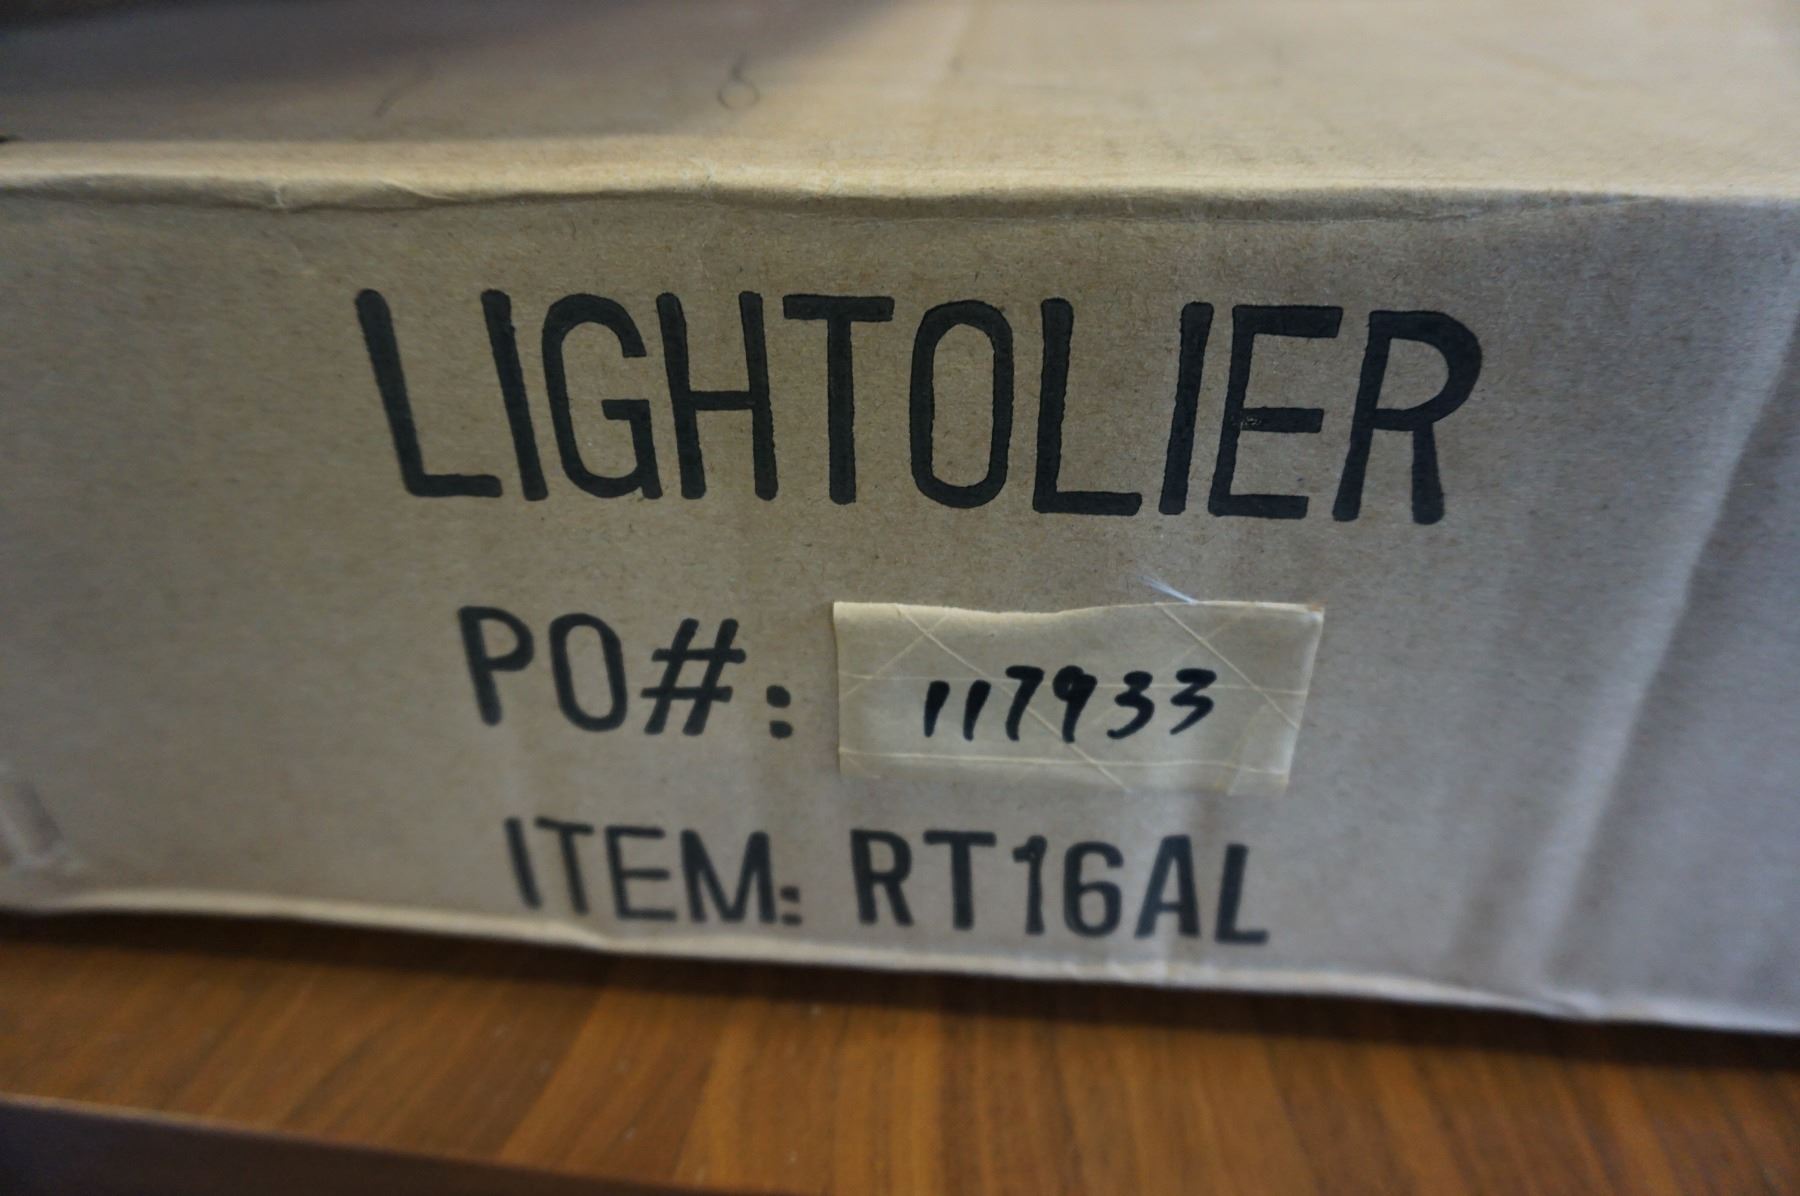 LIGHTOLIER
PO#: 117933
ITEM: RT16AL